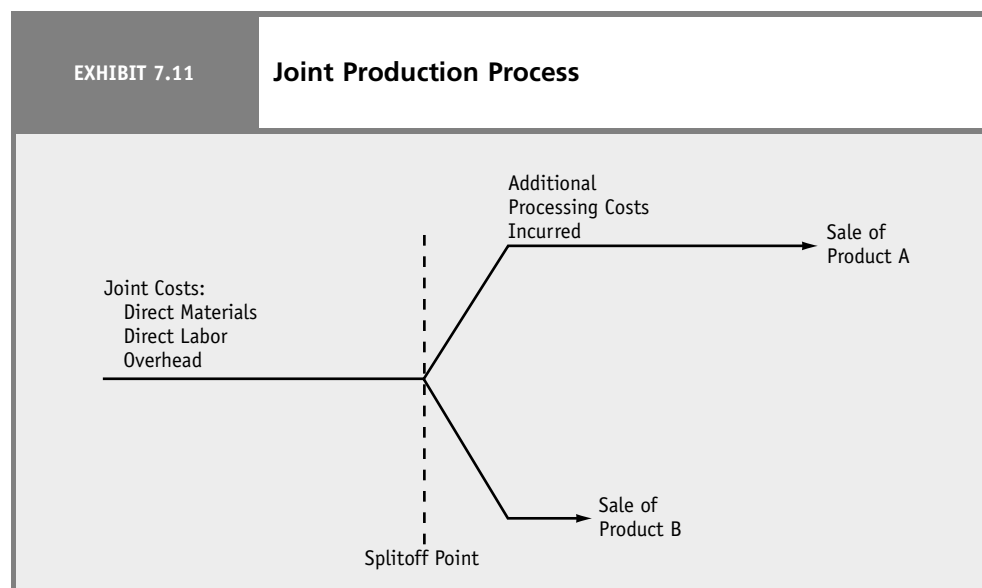 EXHIBIT 7.11
Joint Production Process
Additional
Processing Costs
Incurred
Sale of
Product A
Joint Costs:
Direct Materials
Direct Labor
Overhead
Sale of
Product B
Splitoff Point